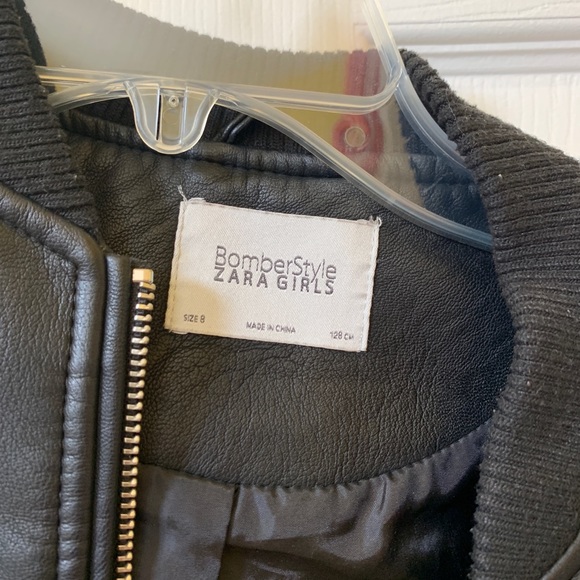 BomberStyle
ZARA GIRLS
SIZE 8 MADE IN CHINA 128 CM